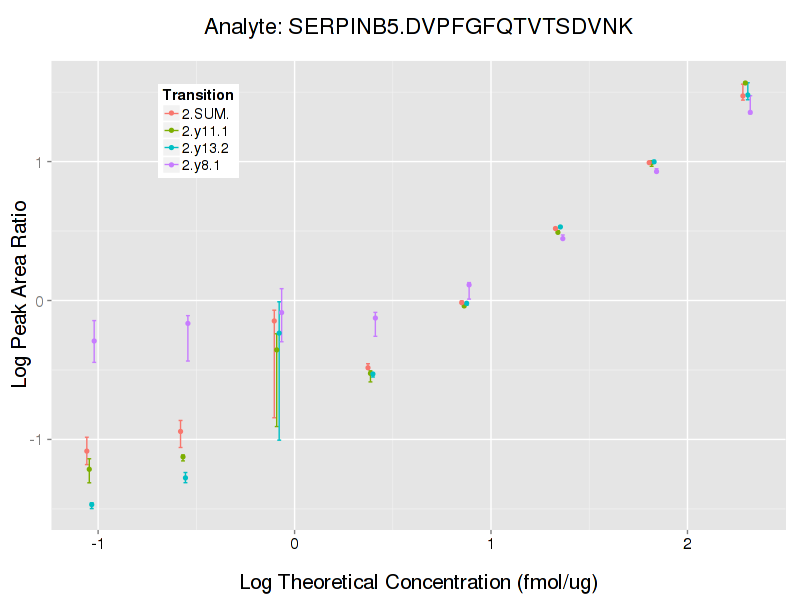 Analyte: SERPINB5.DVPFGFQTVTSDVNK
Transition
2.SUM.
2.y11.1
2.y13.2
2.y8.1
Log Peak Area Ratio
1
0
-1
-1 0 1 2
Log Theoretical Concentration (fmol/ug)